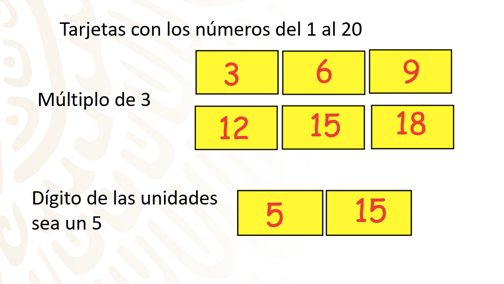 Tarjetas con los números del 1 al 20
3 6 9
Múltiplo de 3
12 15 18
Dígito de las unidades
sea un 5
5 15